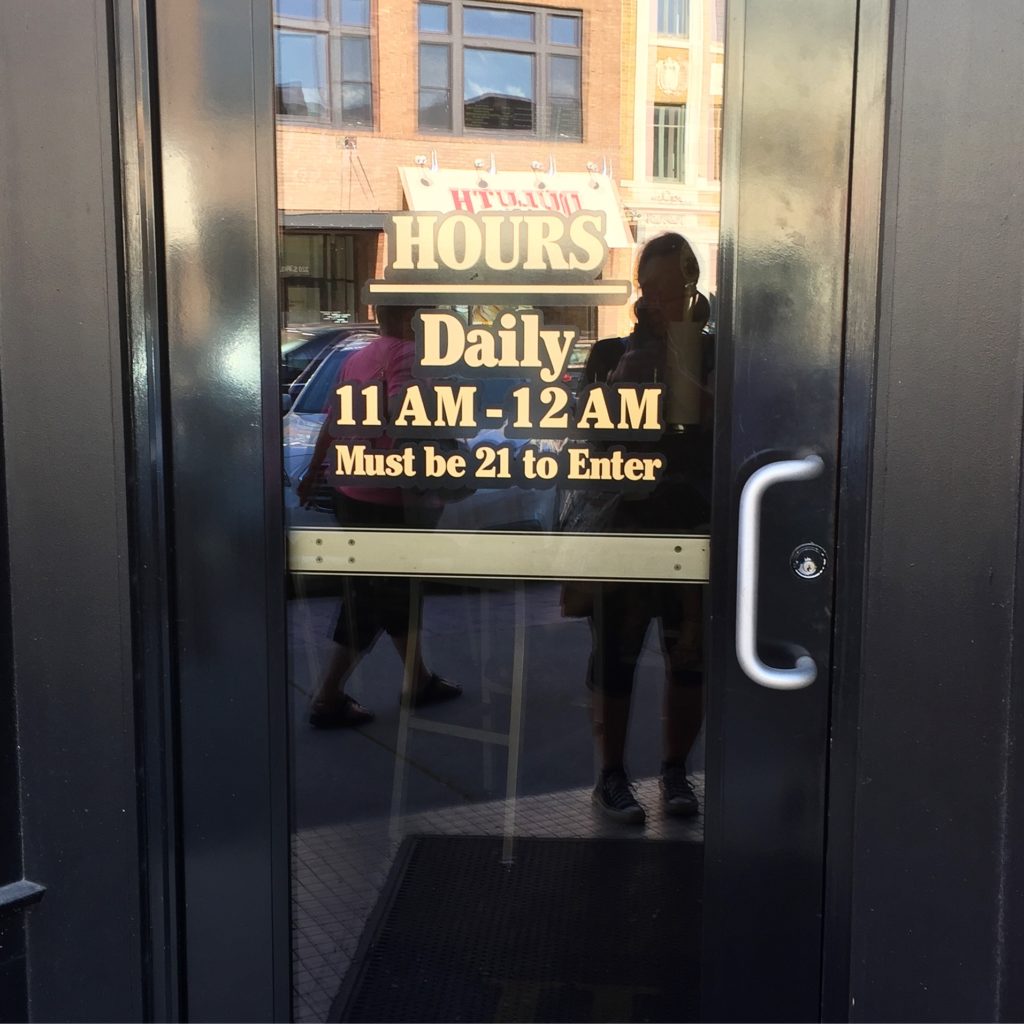 HOURS
Daily
11 AM - 12 AM
Must be 21 to Enter